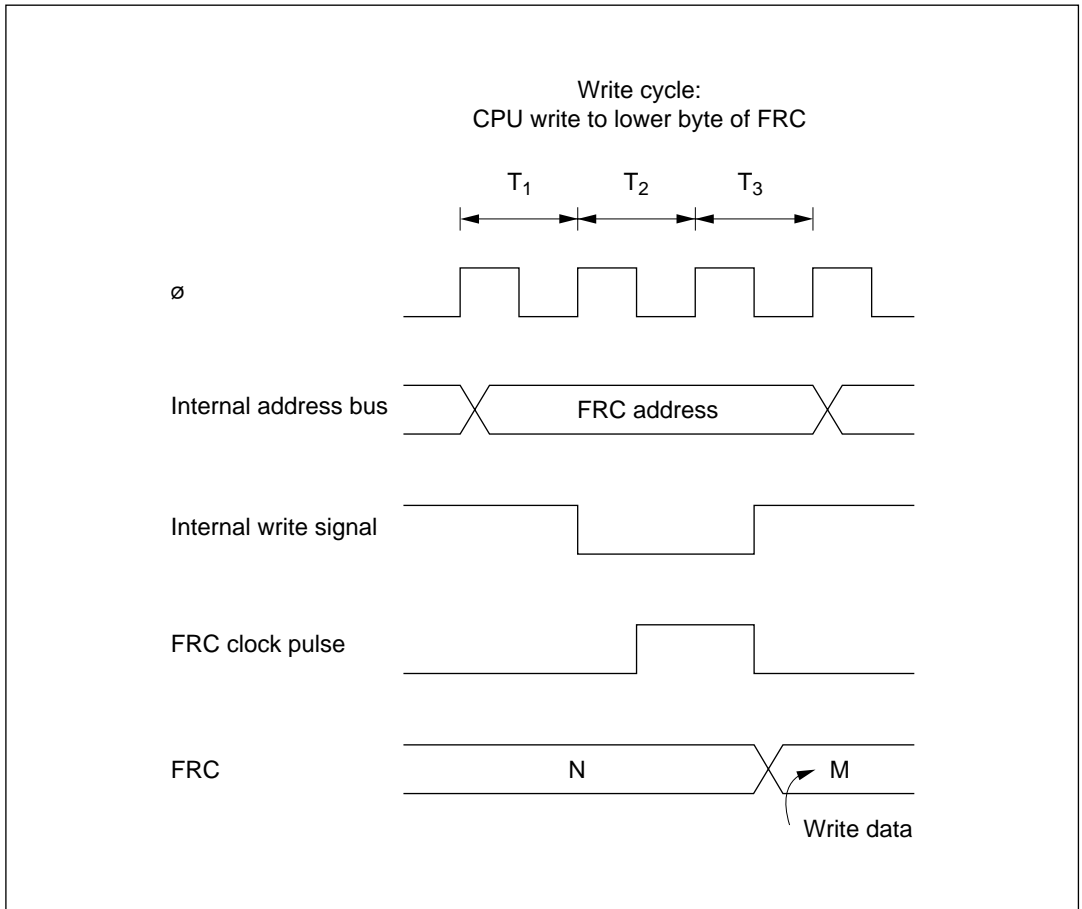 Write cycle:
CPU write to lower byte of FRC
T₁ T₂ T₃
ø
Internal address bus
FRC address
Internal write signal
FRC clock pulse
FRC
N
M
Write data